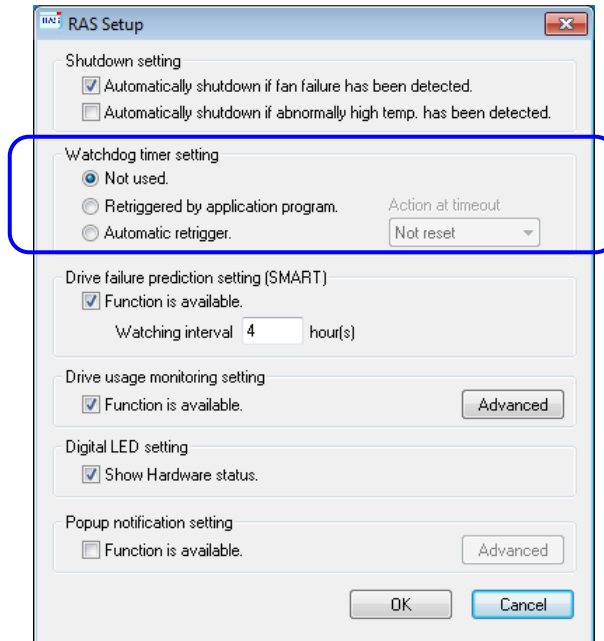 RAS RAS Setup
Shutdown setting
Automatically shutdown if fan failure has been detected.
Automatically shutdown if abnormally high temp. has been detected.
Watchdog timer setting
Not used.
Retriggered by application program. Action at timeout
Automatic retrigger. Not reset
Drive failure prediction setting (SMART)
Function is available.
Watching interval 4 hour(s)
Drive usage monitoring setting
Function is available. Advanced
Digital LED setting
Show Hardware status.
Popup notification setting
Function is available. Advanced
OK Cancel